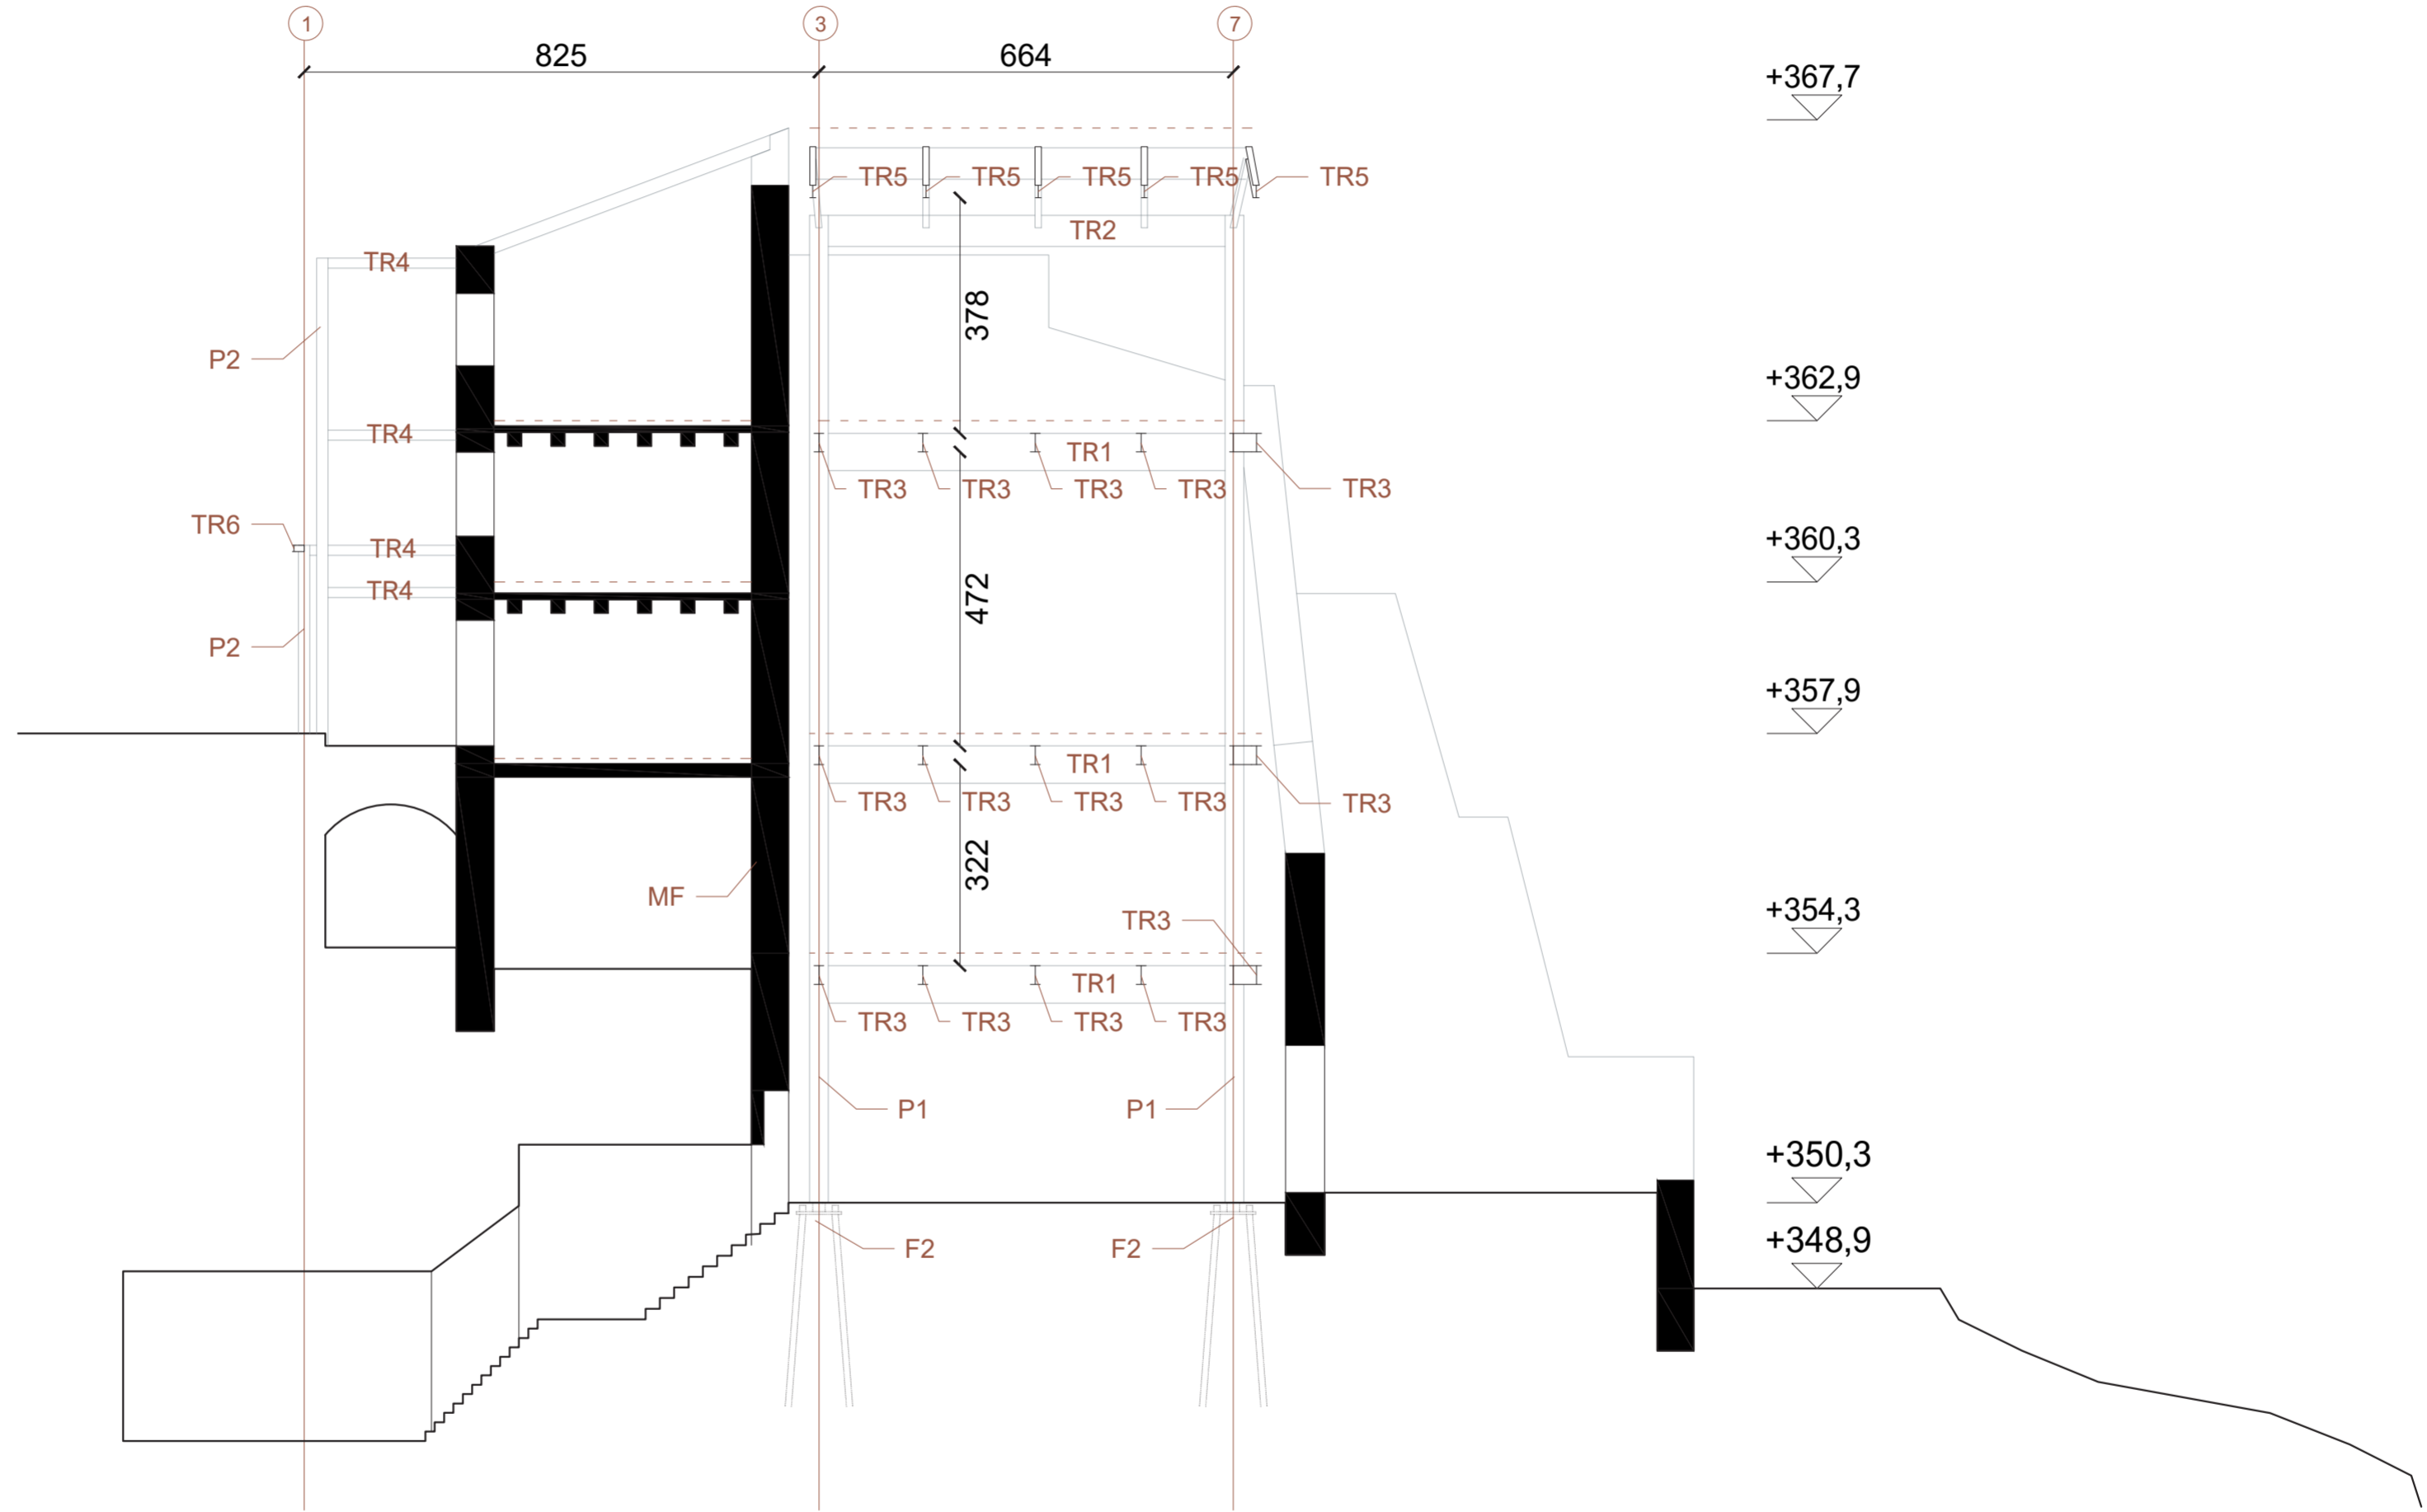 1 3 7
825 664
+367,7
TR5 TR5 TR5 TR5 TR5
TR2
TR4
378
P2
+362,9
TR4 TR1
TR3 TR3 TR3 TR3 TR3
TR6
+360,3
TR4
TR4
472
P2
+357,9
TR1
TR3 TR3 TR3 TR3 TR3
322
MF
+354,3
TR3
TR1
TR3 TR3 TR3 TR3
P1 P1
+350,3
F2 F2
+348,9